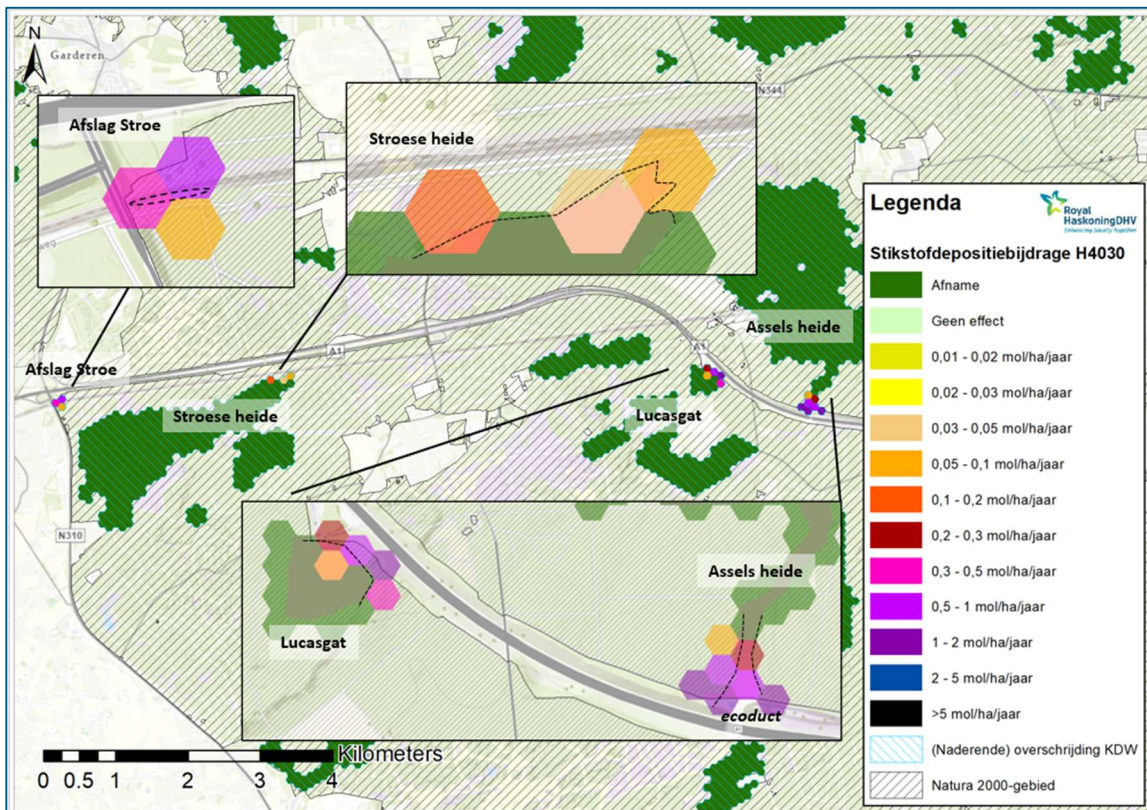 N
Garderen
N344
Afslag Stroe
weg
Stroese heide
A1
A1
Assels heide
Afslag Stroe
Stroese heide
Lucasgat
N310
Assels heide
Lucasgat
ecoduct
Kilometers
0 0.5 1 2 3 4
Legenda
Royal
HaskoningDHV
Enhancing Society Together
Stikstofdepositiebijdrage H4030
Afname
Geen effect
0,01 - 0,02 mol/ha/jaar
0,02 - 0,03 mol/ha/jaar
0,03 - 0,05 mol/ha/jaar
0,05 - 0,1 mol/ha/jaar
0,1 - 0,2 mol/ha/jaar
0,2 - 0,3 mol/ha/jaar
0,3 - 0,5 mol/ha/jaar
0,5 - 1 mol/ha/jaar
1 - 2 mol/ha/jaar
2 - 5 mol/ha/jaar
>5 mol/ha/jaar
(Naderende) overschrijding KDW
Natura 2000-gebied